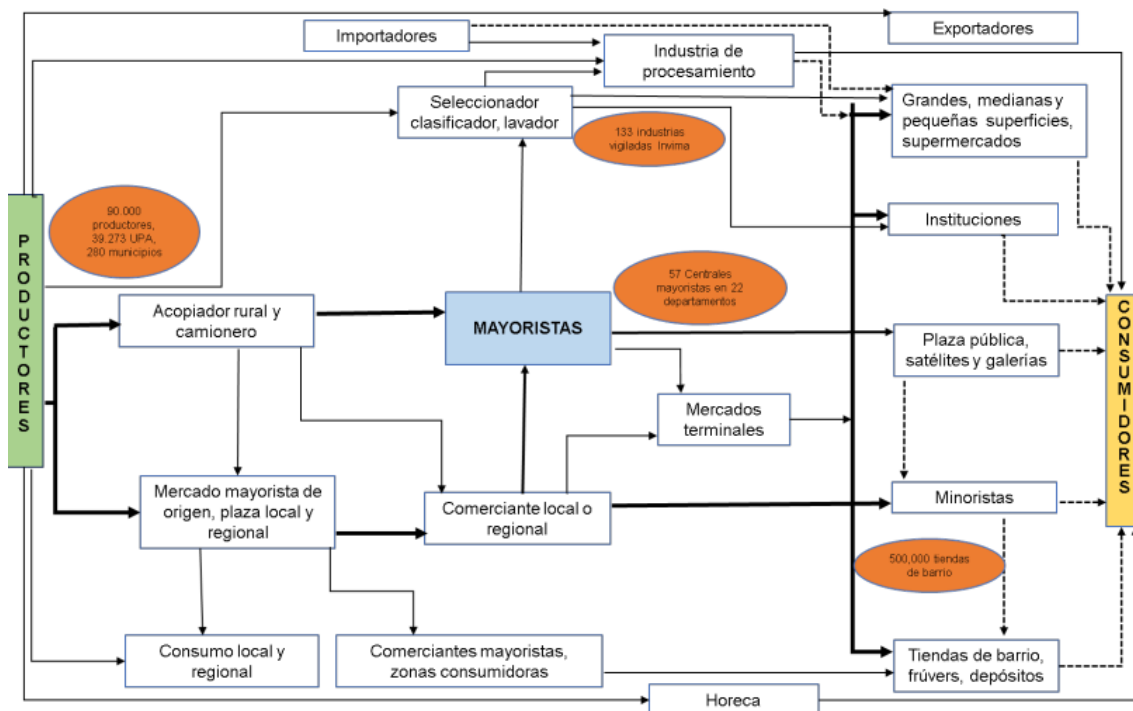 Importadores
Exportadores
Industria de
procesamiento
Seleccionador
clasificador, lavador
Grandes, medianas y
pequeñas superficies,
supermercados
133 industrias
vigiladas Invima
90.000
productores,
39.273 UPA,
280 municipios
PRODUCTORES
Instituciones
57 Centrales
mayoristas en 22
departamentos
Acopiador rural y
camionero
MAYORISTAS
Plaza pública,
satélites y galerías
CONSUMIDORES
Mercados
terminales
Mercado mayorista de
origen, plaza local y
regional
Comerciante local o
regional
Minoristas
500,000 tiendas
de barrio
Consumo local y
regional
Comerciantes mayoristas,
zonas consumidoras
Tiendas de barrio,
frúvers, depósitos
Horeca